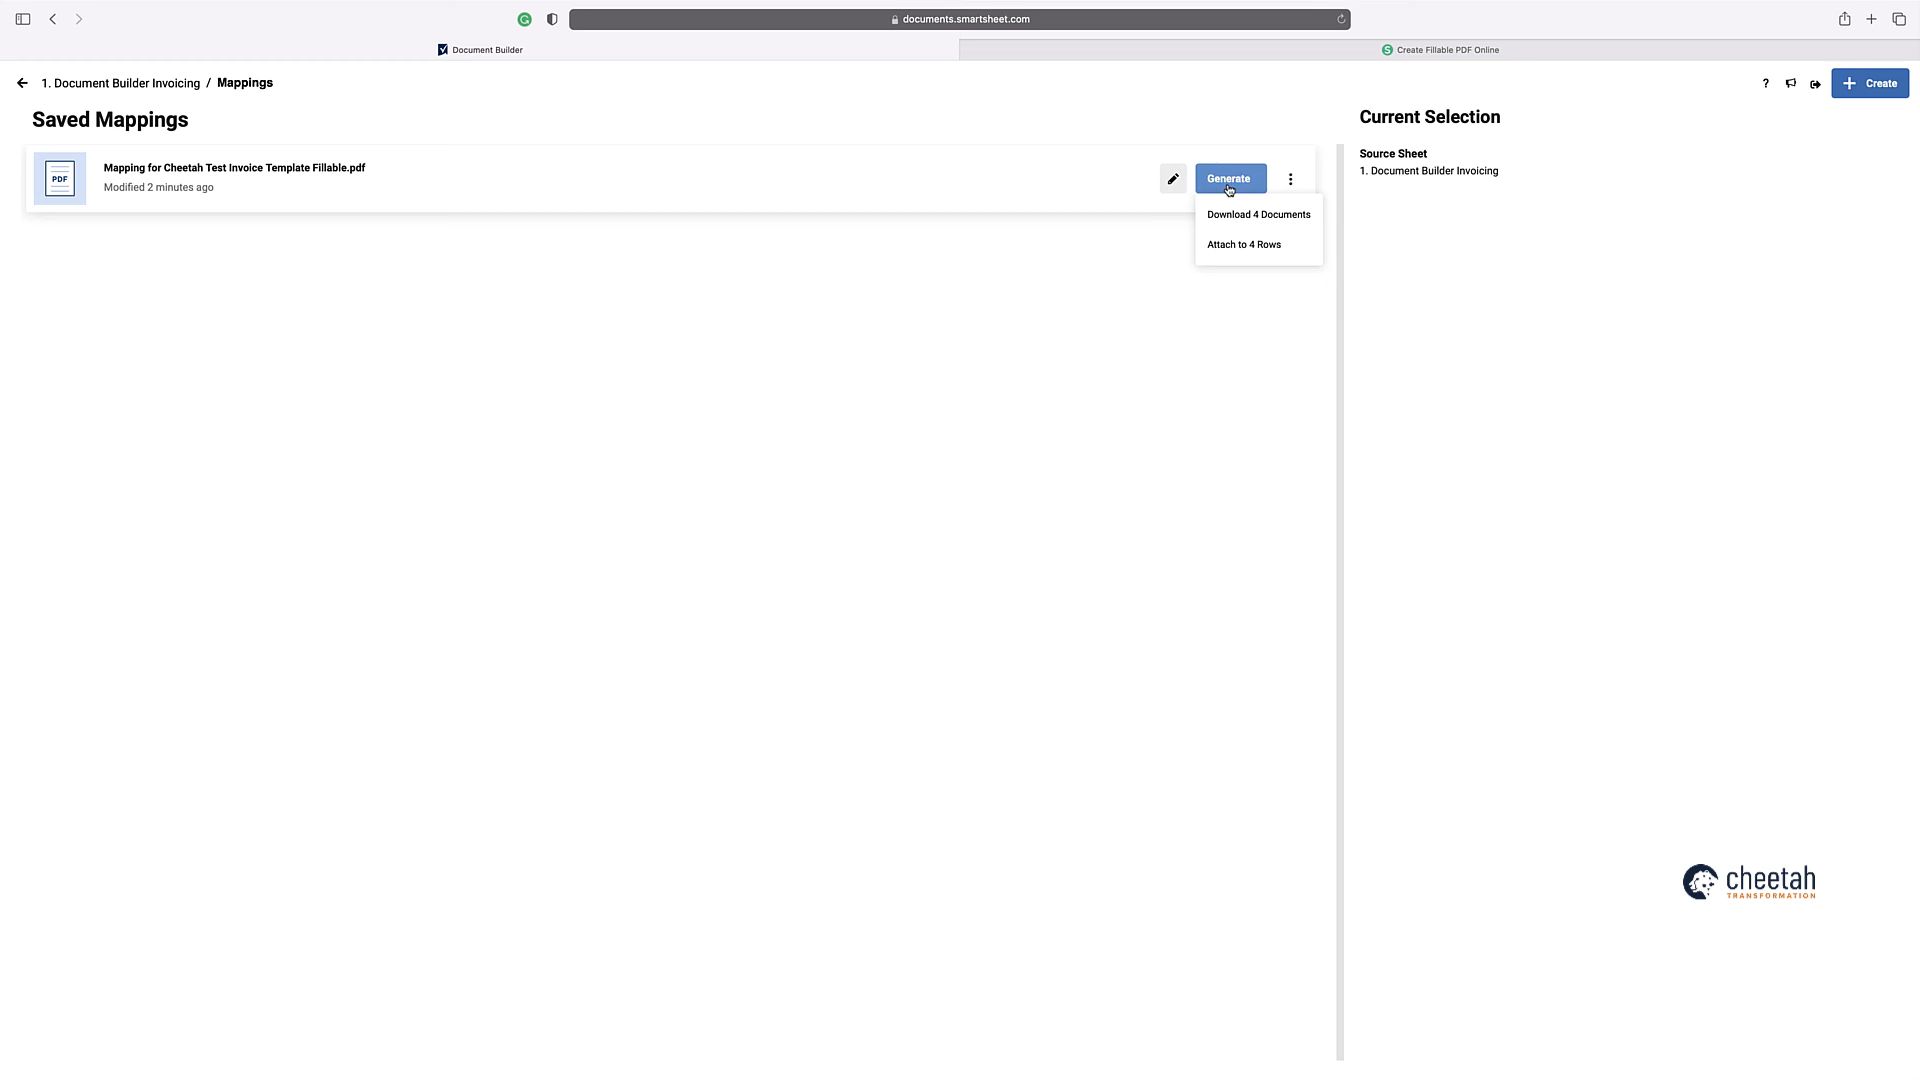 documents.smartsheet.com
Document Builder
Create Fillable PDF Online
1. Document Builder Invoicing / Mappings
? Create
Saved Mappings
Current Selection
PDF
Mapping for Cheetah Test Invoice Template Fillable.pdf
Modified 2 minutes ago
Generate
Source Sheet
1. Document Builder Invoicing
Download 4 Documents
Attach to 4 Rows
cheetah
TRANSFORMATION